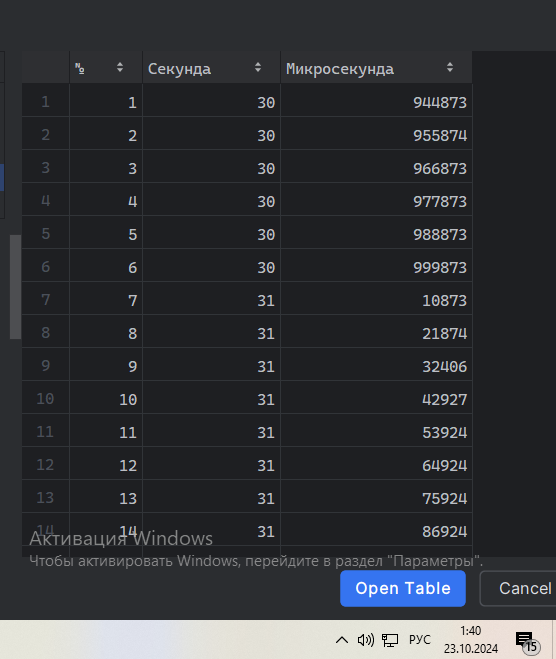 № Секунда Микросекунда
1 1 30 944873
2 2 30 955874
3 3 30 966873
4 4 30 977873
5 5 30 988873
6 6 30 999873
7 7 31 10873
8 8 31 21874
9 9 31 32406
10 10 31 42927
11 11 31 53924
12 12 31 64924
13 13 31 75924
14 14 31 86924
Активация Windows
Чтобы активировать Windows, перейдите в раздел "Параметры".
Open Table Cancel
РУС 1:40
23.10.2024 15